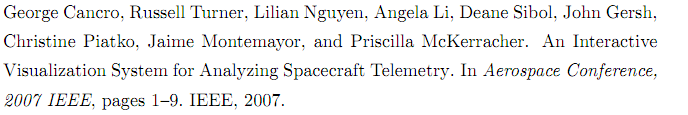 George Cancro, Russell Turner, Lilian Nguyen, Angela Li, Deane Sibol, John Gersh,
Christine Piatko, Jaime Montemayor, and Priscilla McKerracher. An Interactive
Visualization System for Analyzing Spacecraft Telemetry. In Aerospace Conference,
2007 IEEE, pages 1–9. IEEE, 2007.